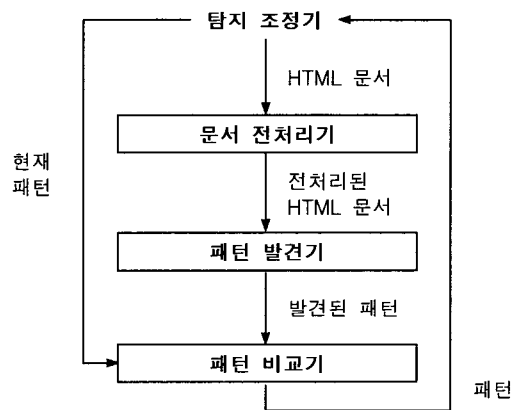 탐지 조정기
HTML 문서
문서 전처리기
현재
패턴
전처리된
HTML 문서
패턴 발견기
발견된 패턴
패턴 비교기
패턴